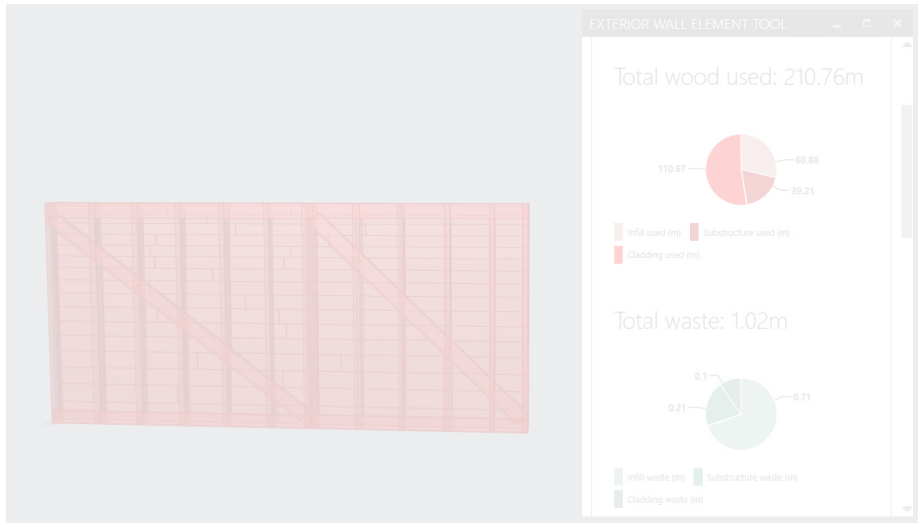 EXTERIOR WALL ELEMENT TOOL
Total wood used: 210.76m
60.88
110.67
39.21
Infill used (m) Substructure used (m)
Cladding used (m)
Total waste: 1.02m
0.1
0.71
0.21
Infill waste (m) Substructure waste (m)
Cladding waste (m)